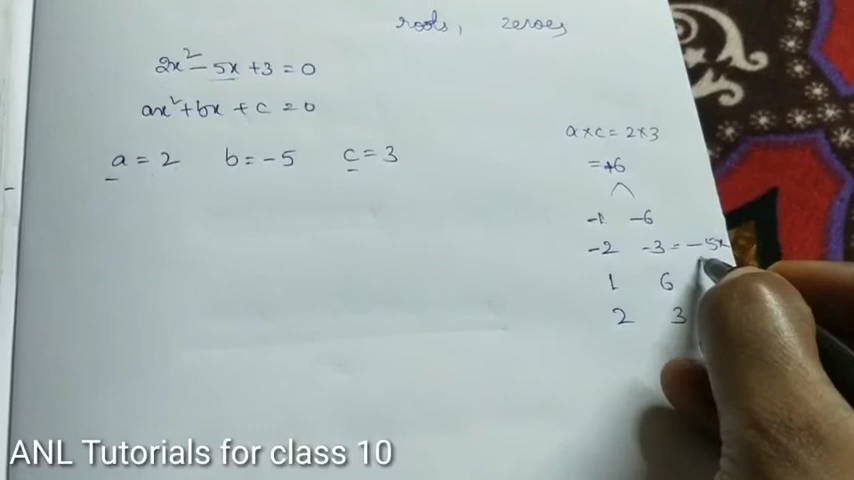 roots, zeroes
2x² - 5x + 3 = 0
ax² + bx + c = 0
a = 2 b = -5 c = 3
a × c = 2 × 3
= +6
-1 -6
-2 -3 = -5x
1 6
2 3
ANL Tutorials for class 10